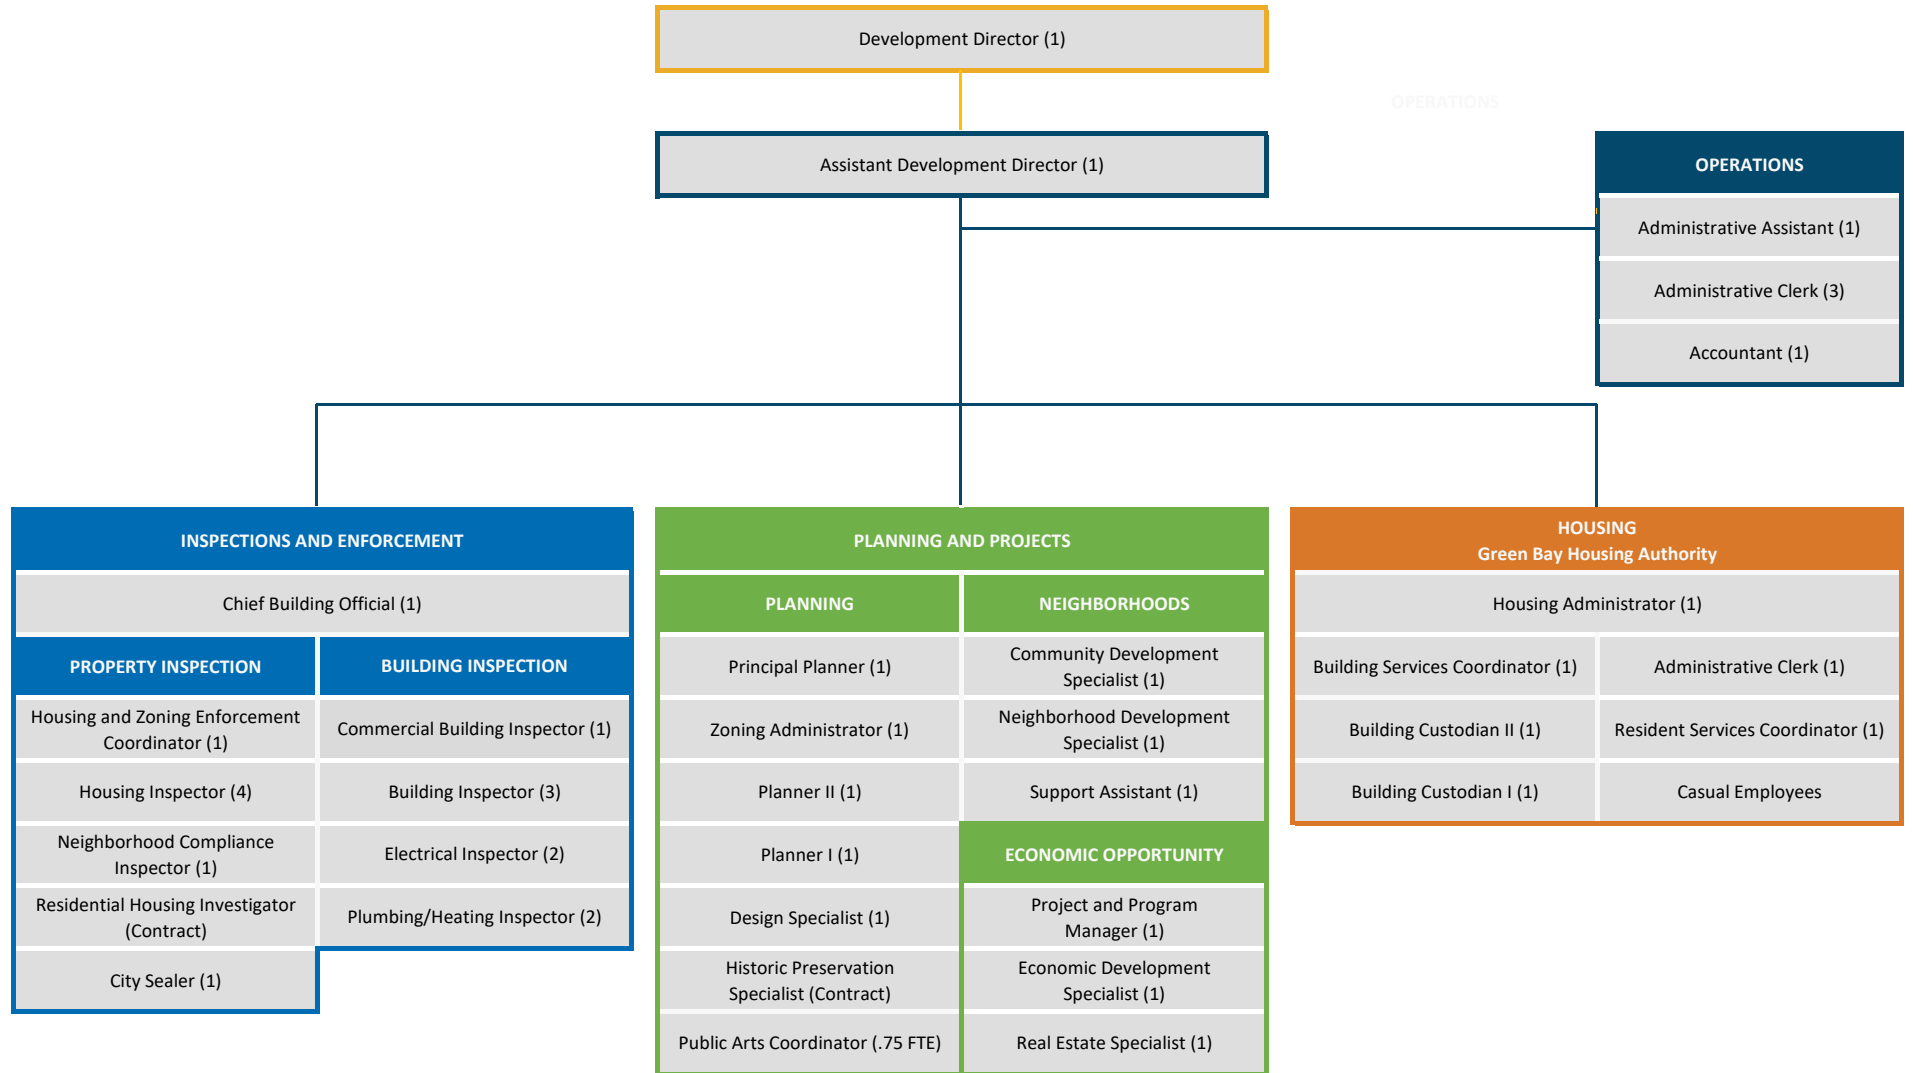 Development Director (1)
OPERATIONS
Assistant Development Director (1)
OPERATIONS
Administrative Assistant (1)
Administrative Clerk (3)
Accountant (1)
INSPECTIONS AND ENFORCEMENT
Chief Building Official (1)
PROPERTY INSPECTION
Housing and Zoning Enforcement
Coordinator (1)
Housing Inspector (4)
Neighborhood Compliance
Inspector (1)
Residential Housing Investigator
(Contract)
City Sealer (1)
BUILDING INSPECTION
Commercial Building Inspector (1)
Building Inspector (3)
Electrical Inspector (2)
Plumbing/Heating Inspector (2)
PLANNING AND PROJECTS
PLANNING
Principal Planner (1)
Zoning Administrator (1)
Planner II (1)
Planner I (1)
Design Specialist (1)
Historic Preservation
Specialist (Contract)
Public Arts Coordinator (.75 FTE)
NEIGHBORHOODS
Community Development
Specialist (1)
Neighborhood Development
Specialist (1)
Support Assistant (1)
ECONOMIC OPPORTUNITY
Project and Program
Manager (1)
Economic Development
Specialist (1)
Real Estate Specialist (1)
HOUSING
Green Bay Housing Authority
Housing Administrator (1)
Building Services Coordinator (1)
Building Custodian II (1)
Building Custodian I (1)
Administrative Clerk (1)
Resident Services Coordinator (1)
Casual Employees